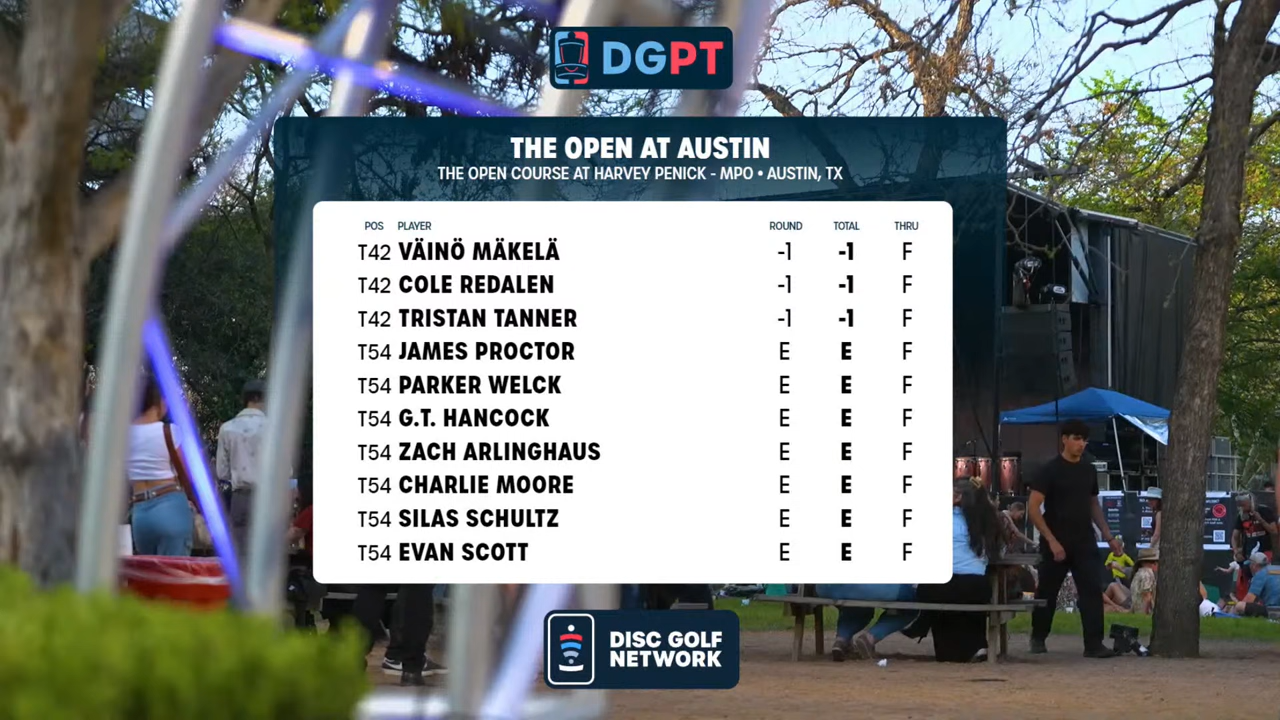 DGPT
THE OPEN AT AUSTIN
THE OPEN COURSE AT HARVEY PENICK - MPO • AUSTIN, TX
POS PLAYER ROUND TOTAL THRU
T42 VÄINÖ MÄKELÄ -1 -1 F
T42 COLE REDALEN -1 -1 F
T42 TRISTAN TANNER -1 -1 F
T54 JAMES PROCTOR E E F
T54 PARKER WELCK E E F
T54 G.T. HANCOCK E E F
T54 ZACH ARLINGHAUS E E F
T54 CHARLIE MOORE E E F
T54 SILAS SCHULTZ E E F
T54 EVAN SCOTT E E F
DISC GOLF
NETWORK